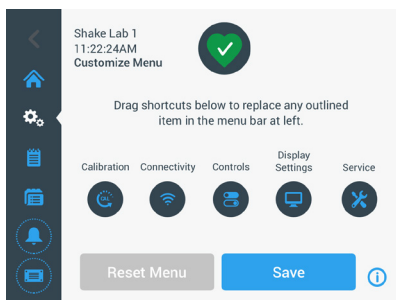 Shake Lab 1
11:22:24AM
Customize Menu
Drag shortcuts below to replace any outlined
item in the menu bar at left.
Calibration Connectivity Controls Display Settings Service
CAL
Reset Menu Save